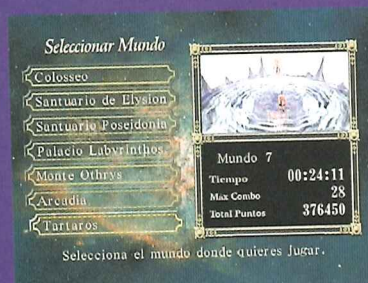 Seleccionar Mundo
Colosseo
Santuario de Elysion
Santuario Poseidonia
Palacio Labyrinthos
Monte Othrys
Arcadia
Tartaros
Mundo 7
Tiempo 00:24:11
Max Combo 28
Total Puntos 376450
Selecciona el mundo donde quieres Jugar.